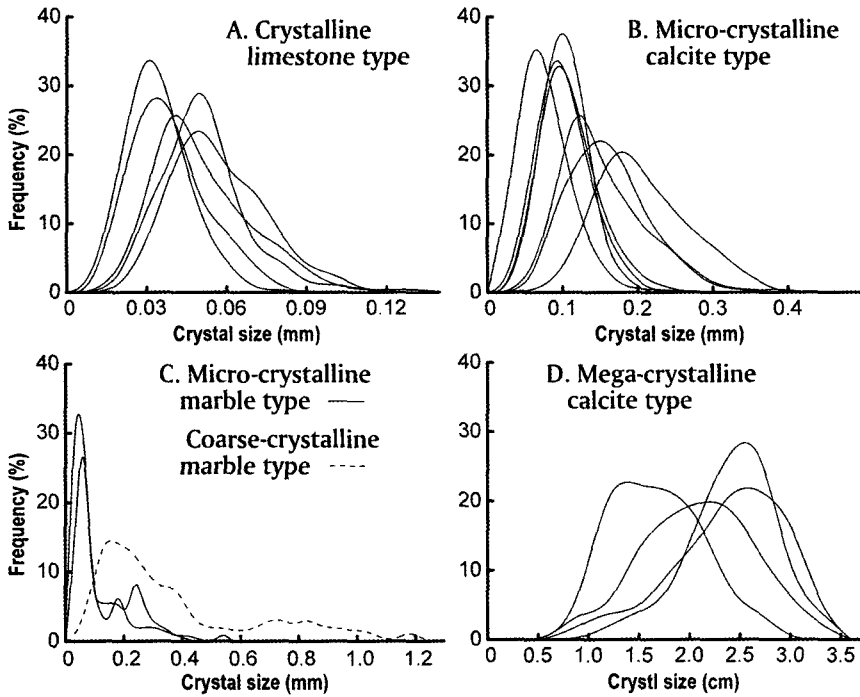 40
30
20
10
0
Frequency (%)
A. Crystalline
limestone type
0
0.03
0.06
0.09
0.12
Crystal size (mm)
40
30
20
10
0
B. Micro-crystalline
calcite type
0
0.1
0.2
0.3
0.4
Crystal size (mm)
40
30
20
10
0
Frequency (%)
C. Micro-crystalline
marble type
Coarse-crystalline
marble type
0
0.2
0.4
0.6
0.8
1.0
1.2
Crystal size (mm)
40
30
20
10
0
D. Mega-crystalline
calcite type
0
0.5
1.0
1.5
2.0
2.5
3.0
3.5
Crystl size (cm)